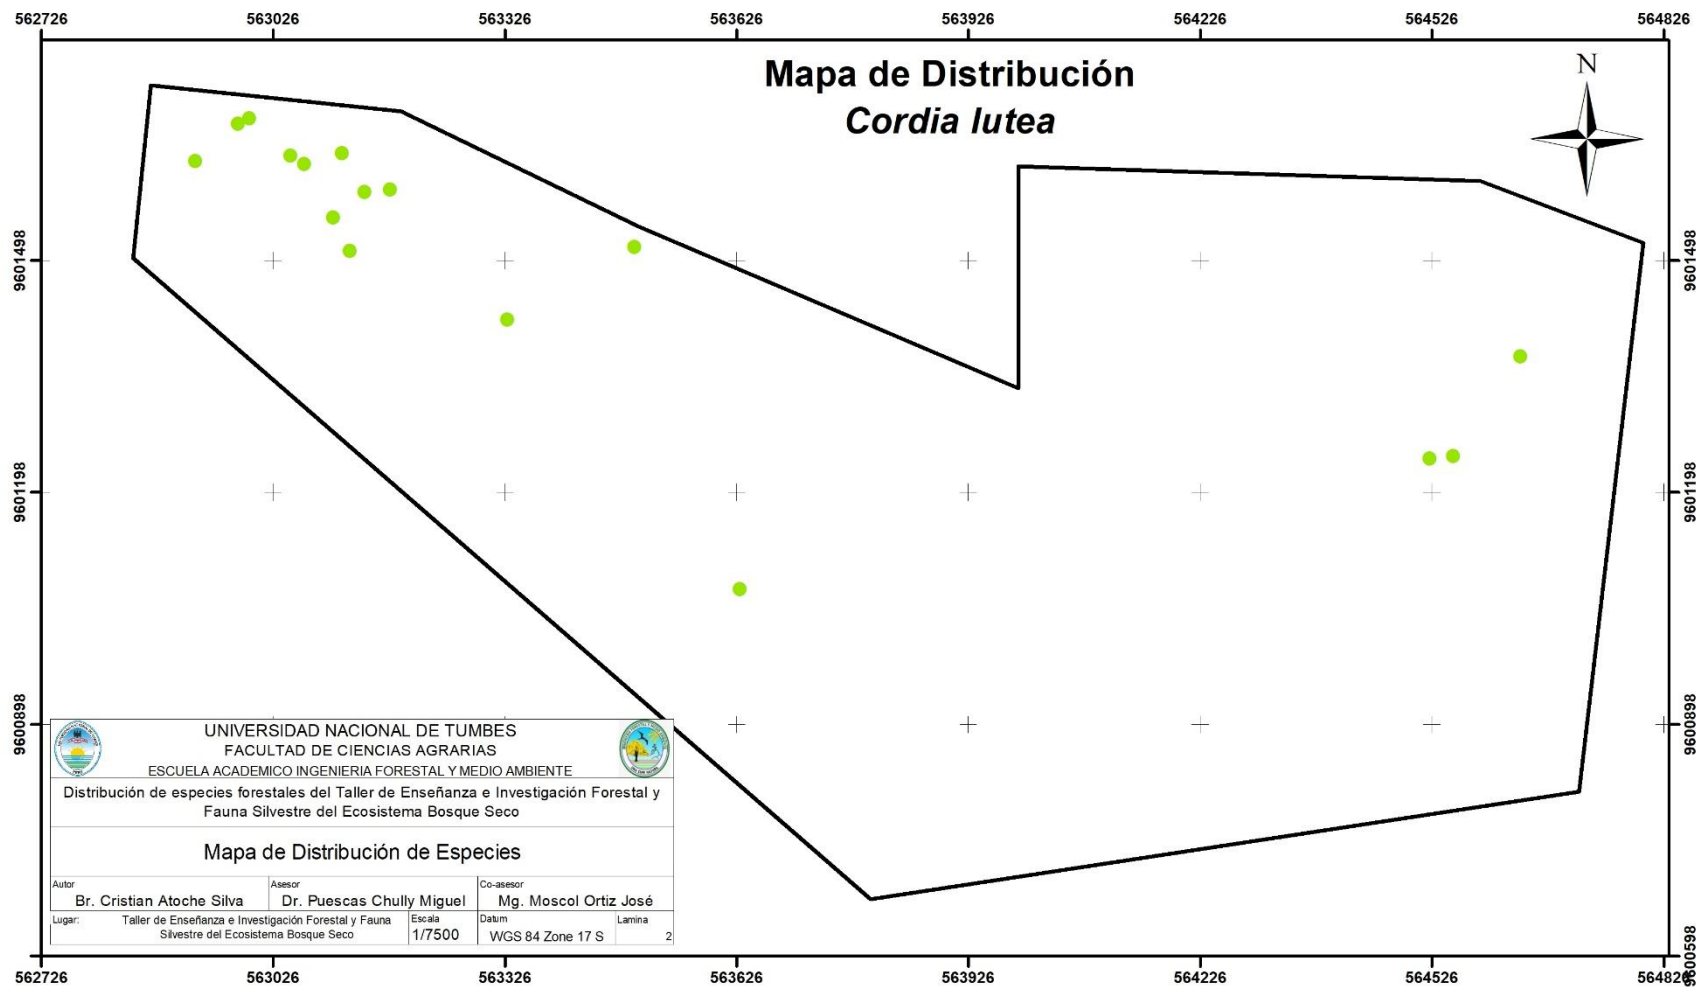 562726 563026 563326 563626 563926 564226 564526 564826
Mapa de Distribución
Cordia lutea
N
9601498 9601498
9601198 9601198
9600898 9600898
9600598
UNIVERSIDAD NACIONAL DE TUMBES
FACULTAD DE CIENCIAS AGRARIAS
ESCUELA ACADEMICO INGENIERIA FORESTAL Y MEDIO AMBIENTE
Distribución de especies forestales del Taller de Enseñanza e Investigación Forestal y
Fauna Silvestre del Ecosistema Bosque Seco
Mapa de Distribución de Especies
Autor
Br. Cristian Atoche Silva
Asesor
Dr. Puescas Chully Miguel
Co-asesor
Mg. Moscol Ortiz José
Lugar: Taller de Enseñanza e Investigación Forestal y Fauna
Silvestre del Ecosistema Bosque Seco
Escala
1/7500
Datum
WGS 84 Zone 17 S
Lamina
2
562726 563026 563326 563626 563926 564226 564526 564826